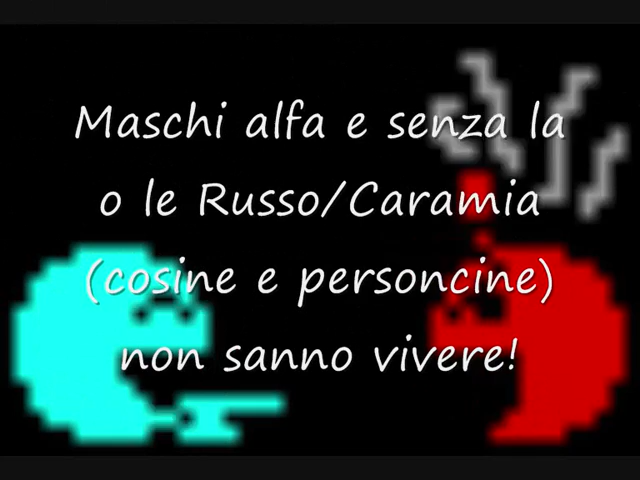 Maschi alfa e senza la
o le Russo/Caramia
(cosine e personcine)
non sanno vivere!